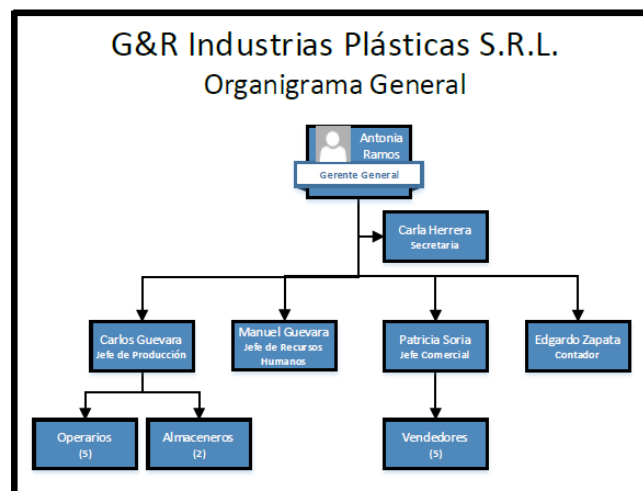 G&R Industrias Plásticas S.R.L.
Organigrama General
Antonia
Ramos
Gerente General
Carla Herrera
Secretaria
Carlos Guevara
Jefe de Producción
Manuel Guevara
Jefe de Recursos
Humanos
Patricia Soria
Jefe Comercial
Edgardo Zapata
Contador
Operarios
(5)
Almaceneros
(2)
Vendedores
(5)